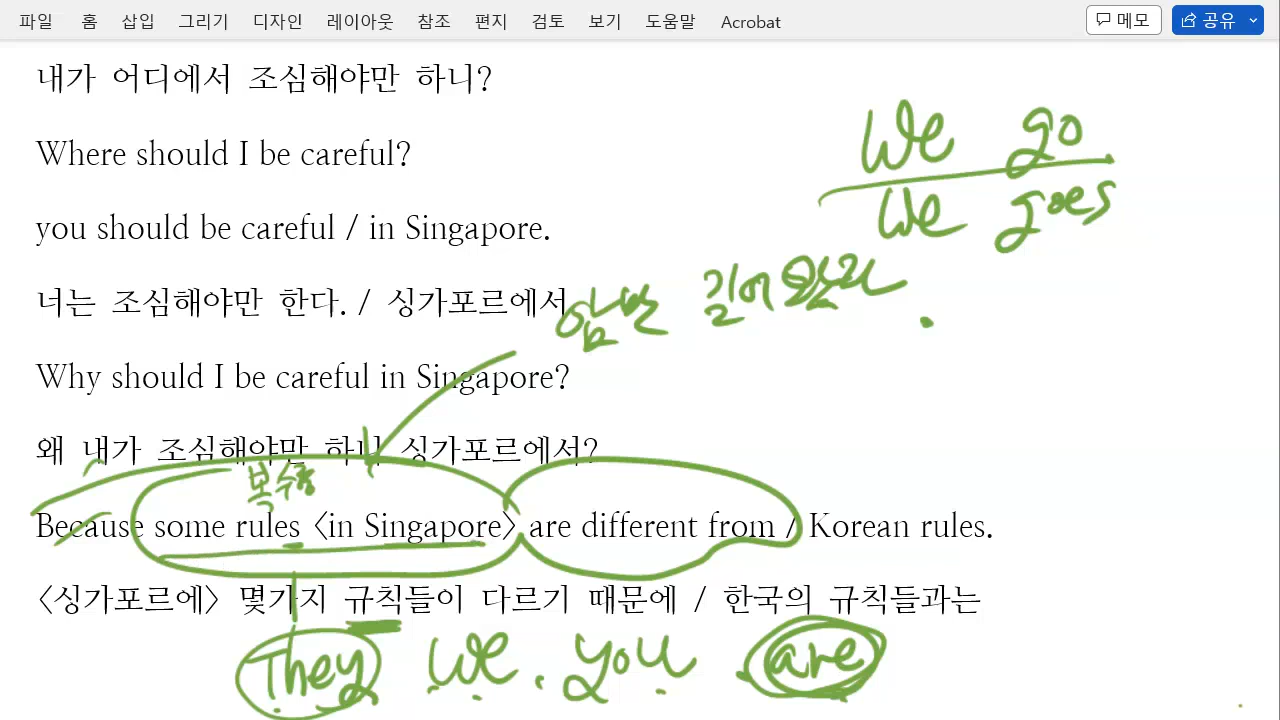 파일 홈 삽입 그리기 디자인 레이아웃 참조 편지 검토 보기 도움말 Acrobat 메모 공유
내가 어디에서 조심해야만 하니?
We go
Where should I be careful?
We goes
you should be careful / in Singapore.
너는 조심해야만 한다. / 싱가포르에서
길어
Why should I be careful in Singapore?
왜 내가 조심해야만 하니 싱가포르에서?
복수형
Because some rules 〈in Singapore〉 are different from / Korean rules.
〈싱가포르에〉 몇가지 규칙들이 다르기 때문에 / 한국의 규칙들과는
They we. you are